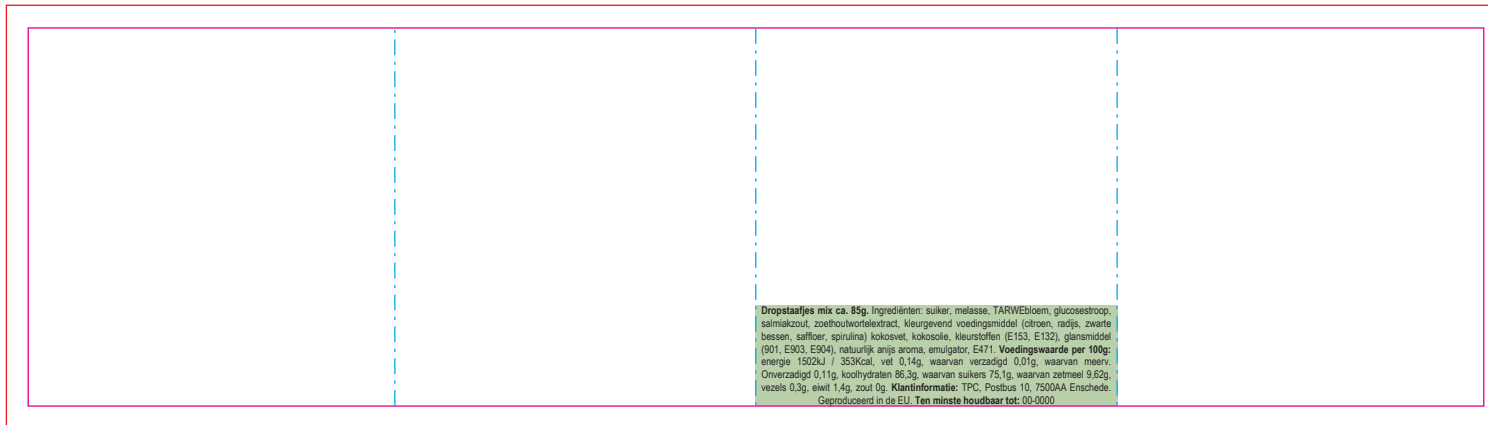 Dropstaafjes mix ca. 85g. Ingrediënten: suiker, melasse, TARWEbloem, glucosestroop,
salmiakzout, zoethoutwortelextract, kleurgevend voedingsmiddel (citroen, radijs, zwarte
bessen, saffloer, spirulina) kokosvet, kokosolie, kleurstoffen (E153, E132), glansmiddel
(901, E903, E904), natuurlijk anijs aroma, emulgator, E471. Voedingswaarde per 100g:
energie 1502kJ / 353Kcal, vet 0,14g, waarvan verzadigd 0,01g, waarvan meerv.
Onverzadigd 0,11g, koolhydraten 86,3g, waarvan suikers 75,1g, waarvan zetmeel 9,62g,
vezels 0,3g, eiwit 1,4g, zout 0g. Klantinformatie: TPC, Postbus 10, 7500AA Enschede.
Geproduceerd in de EU. Ten minste houdbaar tot: 00-0000